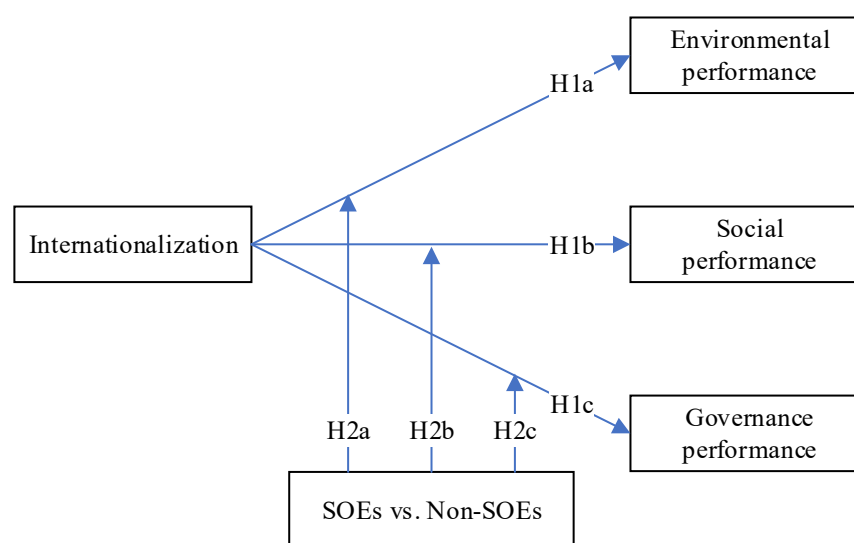 Environmental
performance
H1a
Internationalization
H1b
Social
performance
H1c
Governance
performance
H2a
H2b
H2c
SOEs vs. Non-SOEs